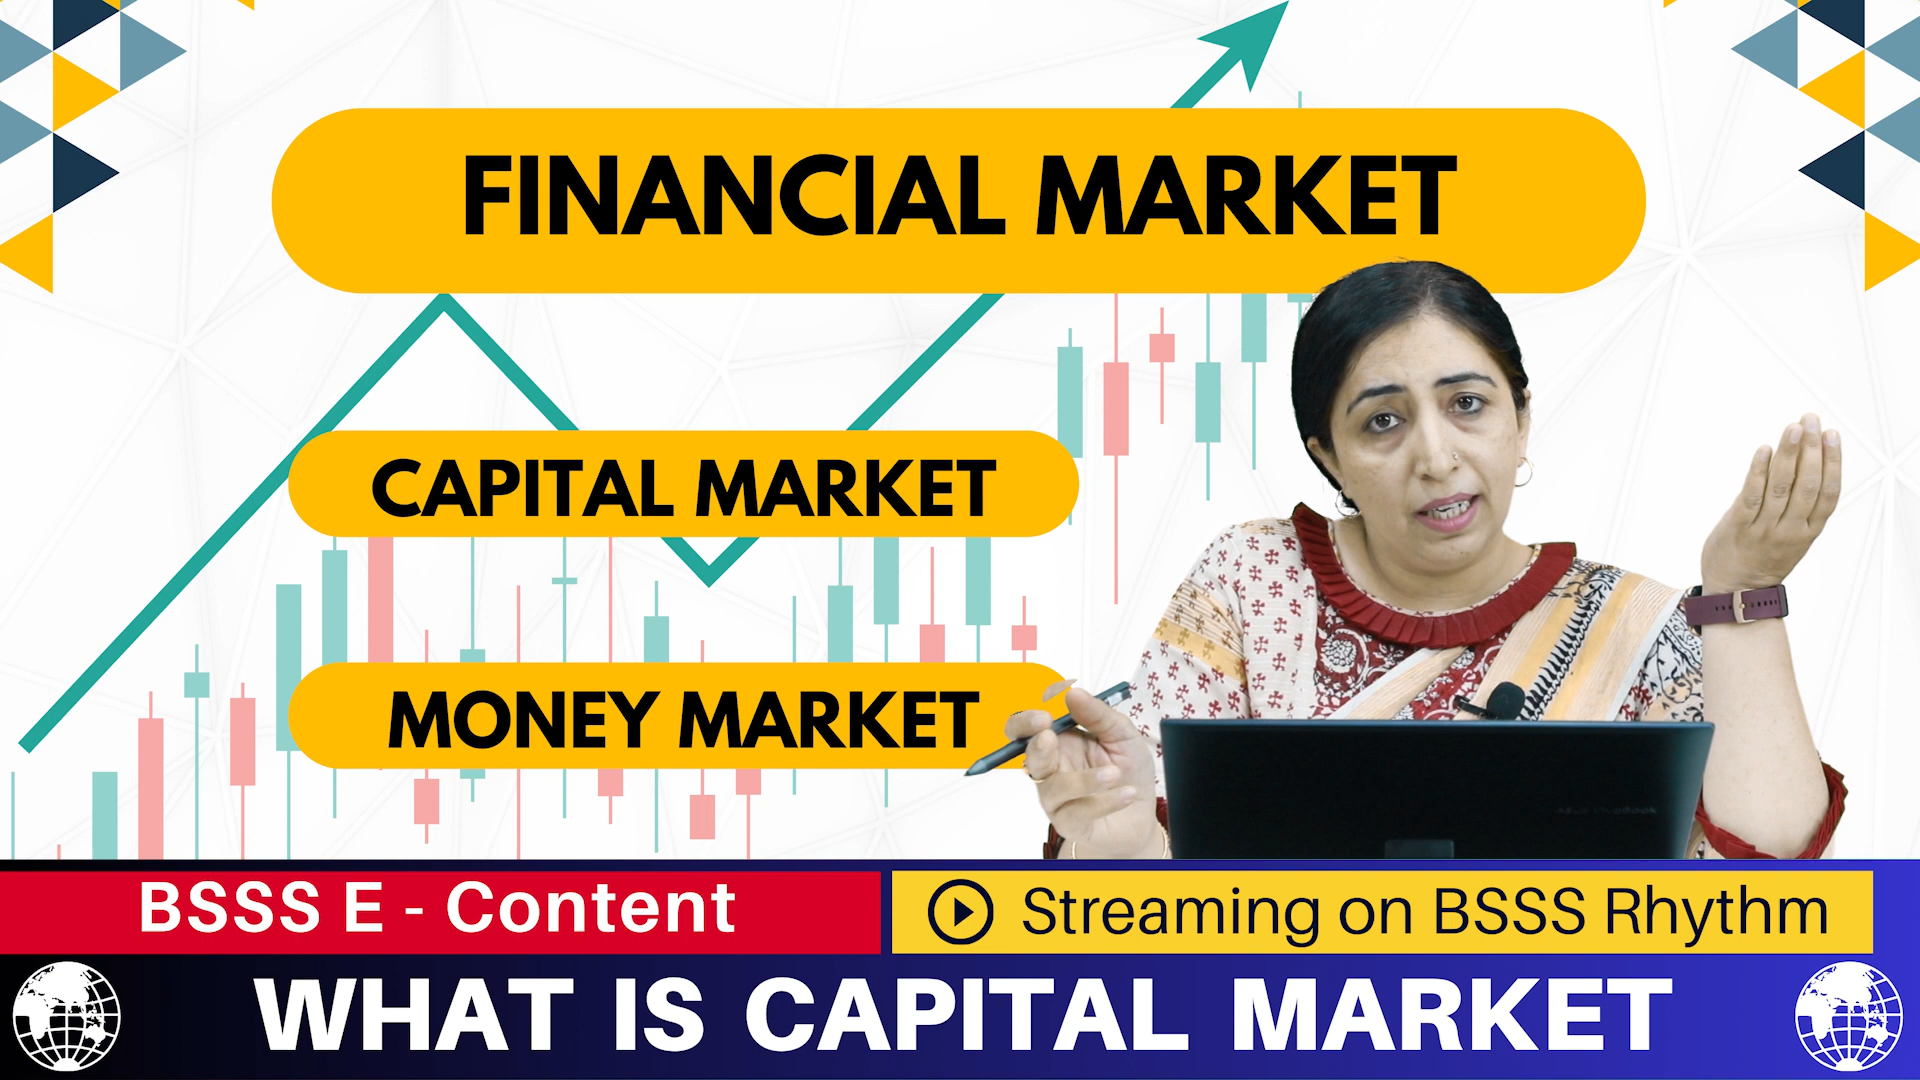 FINANCIAL MARKET
CAPITAL MARKET
MONEY MARKET
BSSS E - Content
Streaming on BSSS Rhythm
WHAT IS CAPITAL MARKET